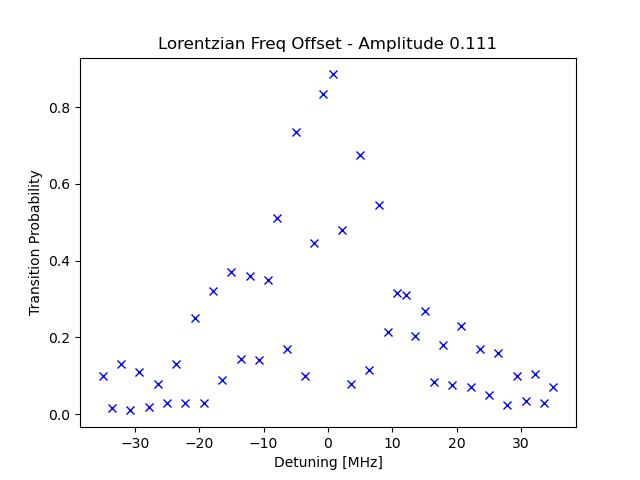 Lorentzian Freq Offset - Amplitude 0.111
Transition Probability
0.8
0.6
0.4
0.2
0.0
−30 −20 −10 0 10 20 30
Detuning [MHz]